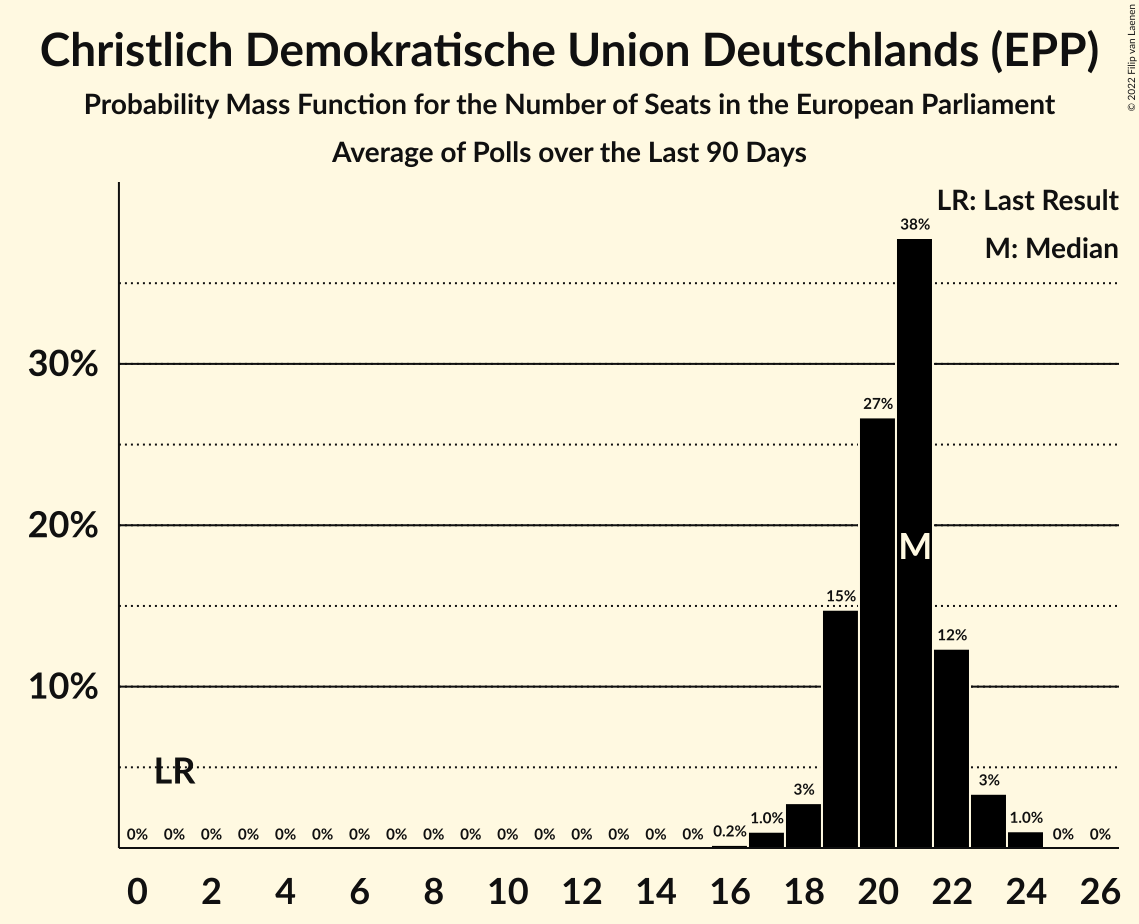 Christlich Demokratische Union Deutschlands (EPP)
Probability Mass Function for the Number of Seats in the European Parliament
Average of Polls over the Last 90 Days
© 2022 Filip van Laenen
LR: Last Result
M: Median
38%
30%
27%
20%
M
15%
12%
10%
LR
0% 0% 0% 0% 0% 0% 0% 0% 0% 0% 0% 0% 0% 0% 0% 0% 0.2% 1.0% 3% 3% 1.0% 0% 0%
0 2 4 6 8 10 12 14 16 18 20 22 24 26